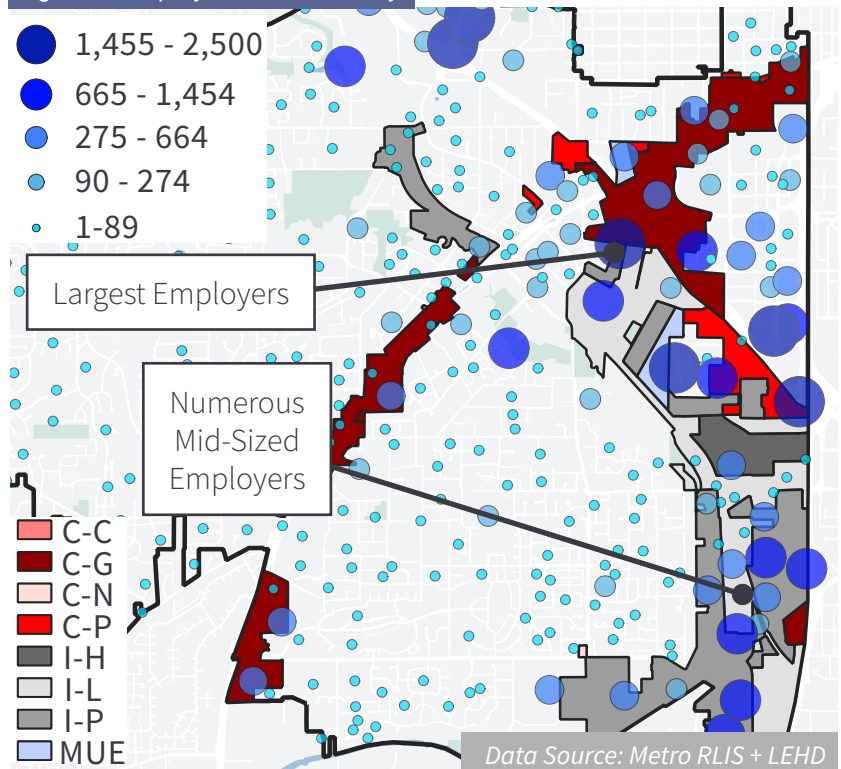 1,455 - 2,500
665 - 1,454
275 - 664
90 - 274
1-89
Largest Employers
Numerous
Mid-Sized
Employers
C-C
C-G
C-N
C-P
I-H
I-L
I-P
MUE
Data Source: Metro RLIS + LEHD